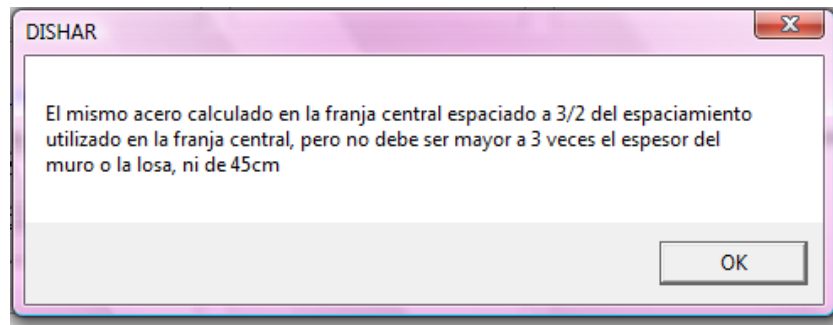 DISHAR
El mismo acero calculado en la franja central espaciado a 3/2 del espaciamiento
utilizado en la franja central, pero no debe ser mayor a 3 veces el espesor del
muro o la losa, ni de 45cm
OK